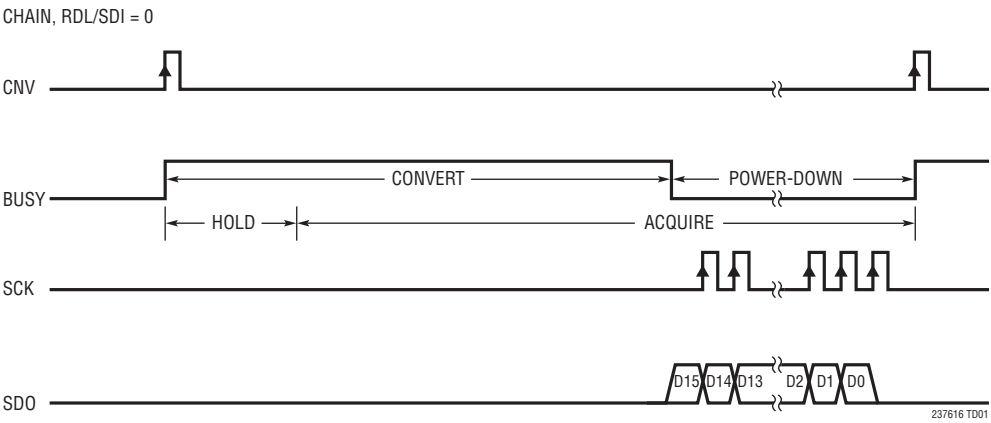 CHAIN, RDL/SDI = 0
CNV
CONVERT
POWER-DOWN
BUSY
HOLD
ACQUIRE
SCK
D15 D14 D13 D2 D1 D0
SDO
237616 TD01